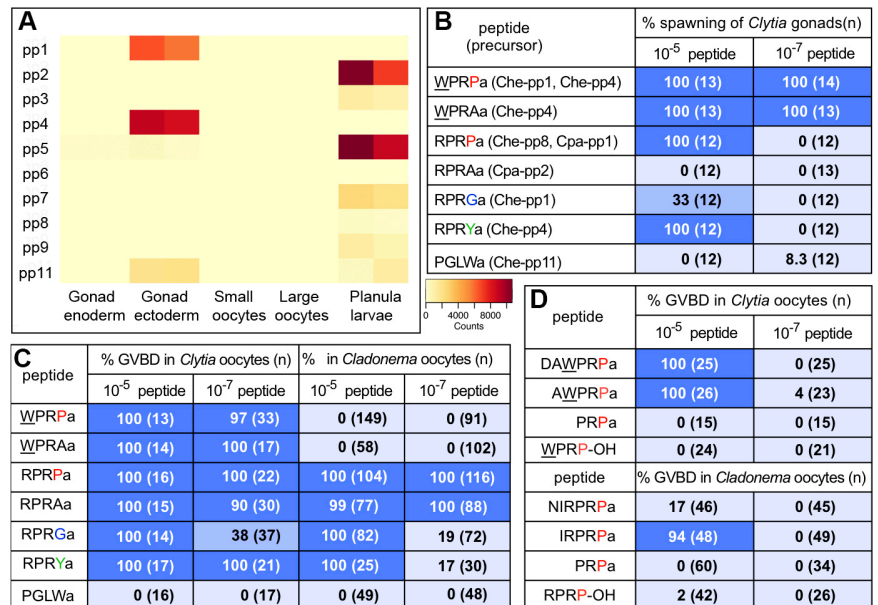 A
pp1
pp2
pp3
pp4
pp5
pp6
pp7
pp8
pp9
pp11
Gonad enoderm
Gonad ectoderm
Small oocytes
Large oocytes
Planula larvae
0 4000 8000
Counts
B
peptide (precursor)
% spawning of Clytia gonads(n)
10-5 peptide 10-7 peptide
WPRPa (Che-pp1, Che-pp4) 100 (13) 100 (14)
WPRAa (Che-pp4) 100 (13) 100 (13)
RPRPa (Che-pp8, Cpa-pp1) 100 (12) 0 (12)
RPRAa (Cpa-pp2) 0 (12) 0 (13)
RPRGa (Che-pp1) 33 (12) 0 (12)
RPRYa (Che-pp4) 100 (12) 0 (12)
PGLWa (Che-pp11) 0 (12) 8.3 (12)
C
peptide
% GVBD in Clytia oocytes (n) % in Cladonema oocytes (n)
10-5 peptide 10-7 peptide 10-5 peptide 10-7 peptide
WPRPa 100 (13) 97 (33) 0 (149) 0 (91)
WPRAa 100 (14) 100 (17) 0 (58) 0 (102)
RPRPa 100 (16) 100 (22) 100 (104) 100 (116)
RPRAa 100 (15) 90 (30) 99 (77) 100 (88)
RPRGa 100 (14) 38 (37) 100 (82) 19 (72)
RPRYa 100 (17) 100 (21) 100 (25) 17 (30)
PGLWa 0 (16) 0 (17) 0 (49) 0 (48)
D
peptide
% GVBD in Clytia oocytes (n)
10-5 peptide 10-7 peptide
DAWPRPa 100 (25) 0 (25)
AWPRPa 100 (26) 4 (23)
PRPa 0 (15) 0 (15)
WPRP-OH 0 (24) 0 (21)
peptide % GVBD in Cladonema oocytes (n)
NIRPRPa 17 (46) 0 (45)
IRPRPa 94 (48) 0 (49)
PRPa 0 (60) 0 (34)
RPRP-OH 2 (42) 0 (26)